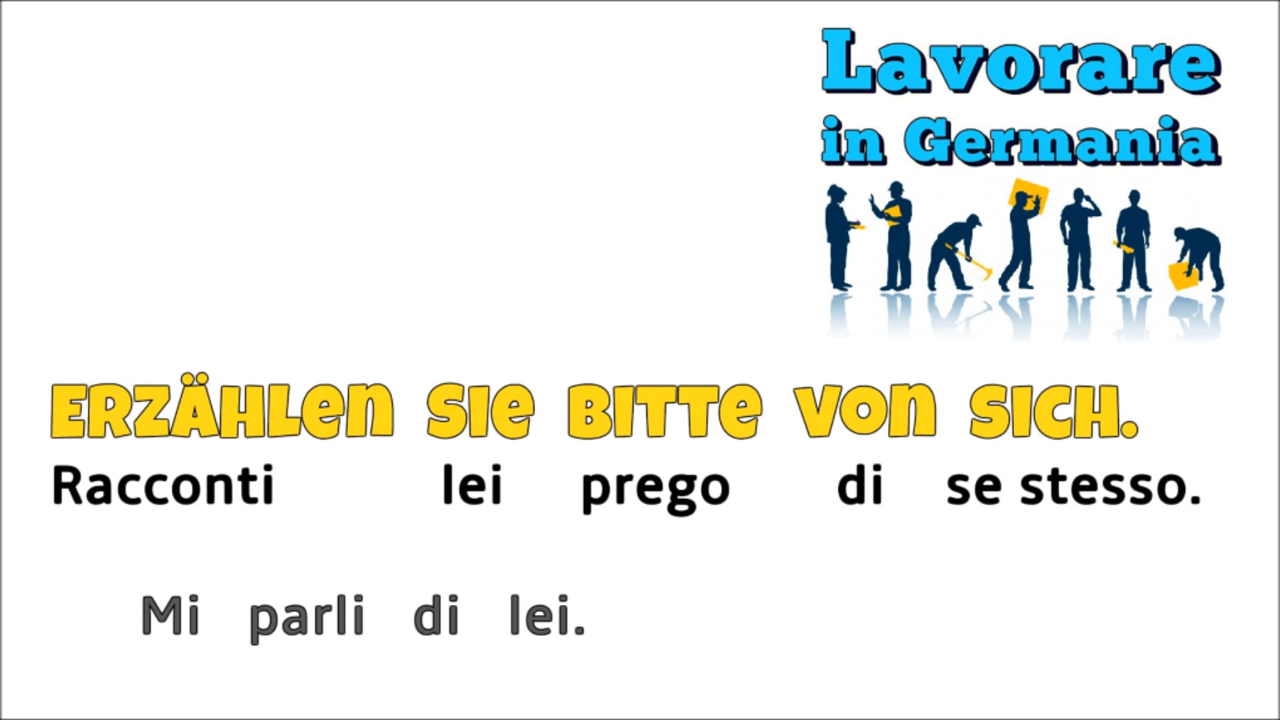 Lavorare
in Germania
Erzählen Sie bitte von sich.
Racconti lei prego di se stesso.
Mi parli di lei.